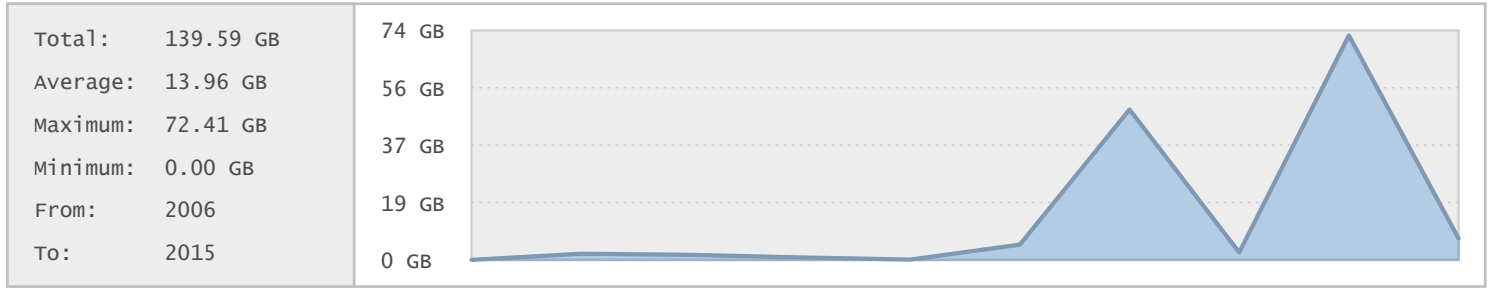 Total: 139.59 GB
Average: 13.96 GB
Maximum: 72.41 GB
Minimum: 0.00 GB
From: 2006
To: 2015
74 GB
56 GB
37 GB
19 GB
0 GB